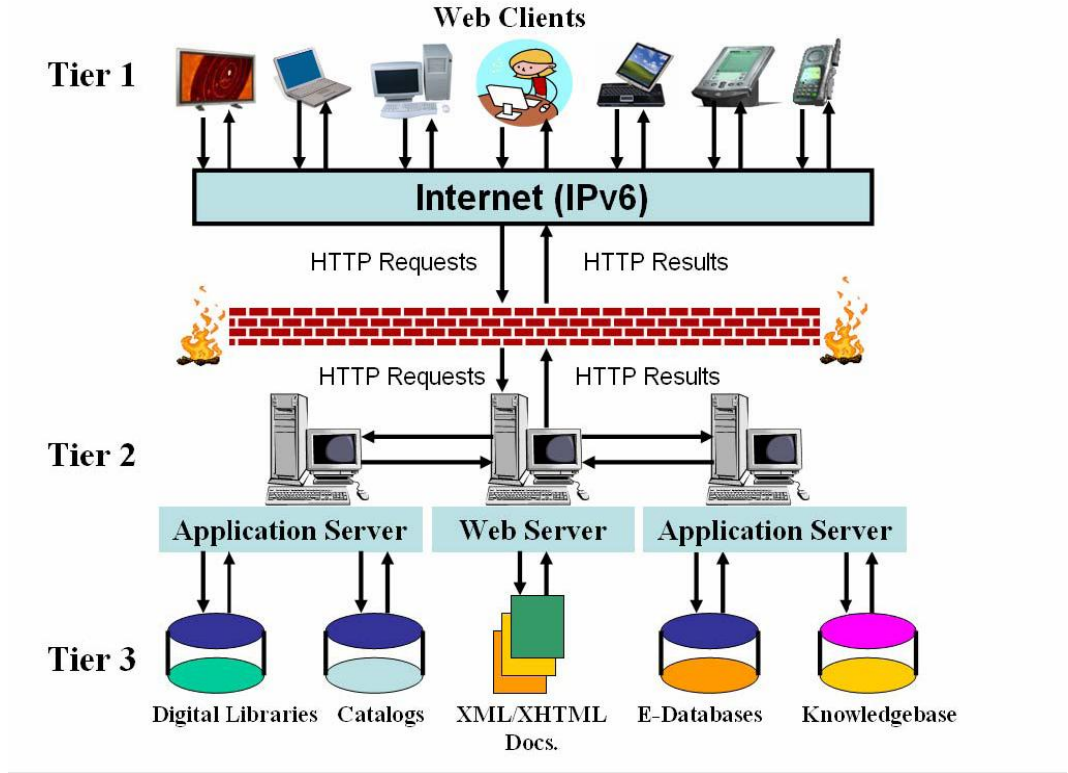 Web Clients
Tier 1
Internet (IPv6)
HTTP Requests
HTTP Results
HTTP Requests
HTTP Results
Tier 2
Application Server
Web Server
Application Server
Tier 3
Digital Libraries
Catalogs
XML/XHTML
Docs.
E-Databases
Knowledgebase